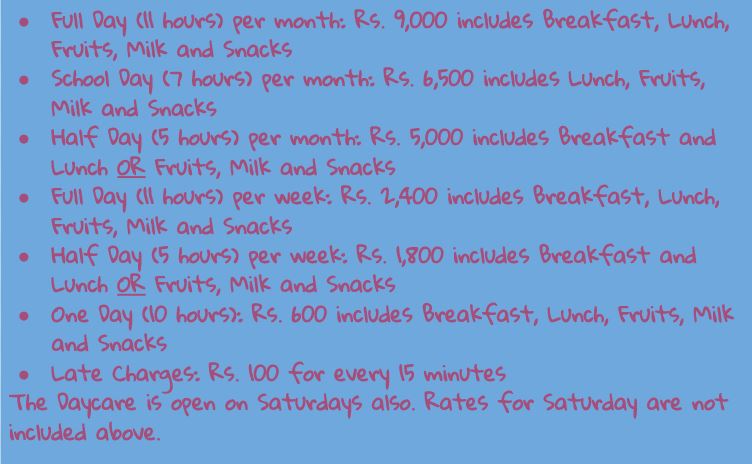 • Full Day (11 hours) per month: Rs. 9,000 includes Breakfast, Lunch,
Fruits, Milk and Snacks
• School Day (7 hours) per month: Rs. 6,500 includes Lunch, Fruits,
Milk and Snacks
• Half Day (5 hours) per month: Rs. 5,000 includes Breakfast and
Lunch OR Fruits, Milk and Snacks
• Full Day (11 hours) per week: Rs. 2,400 includes Breakfast, Lunch,
Fruits, Milk and Snacks
• Half Day (5 hours) per week: Rs. 1,800 includes Breakfast and
Lunch OR Fruits, Milk and Snacks
• One Day (10 hours): Rs. 600 includes Breakfast, Lunch, Fruits, Milk
and Snacks
• Late Charges: Rs. 100 for every 15 minutes
The Daycare is open on Saturdays also. Rates for Saturday are not
included above.